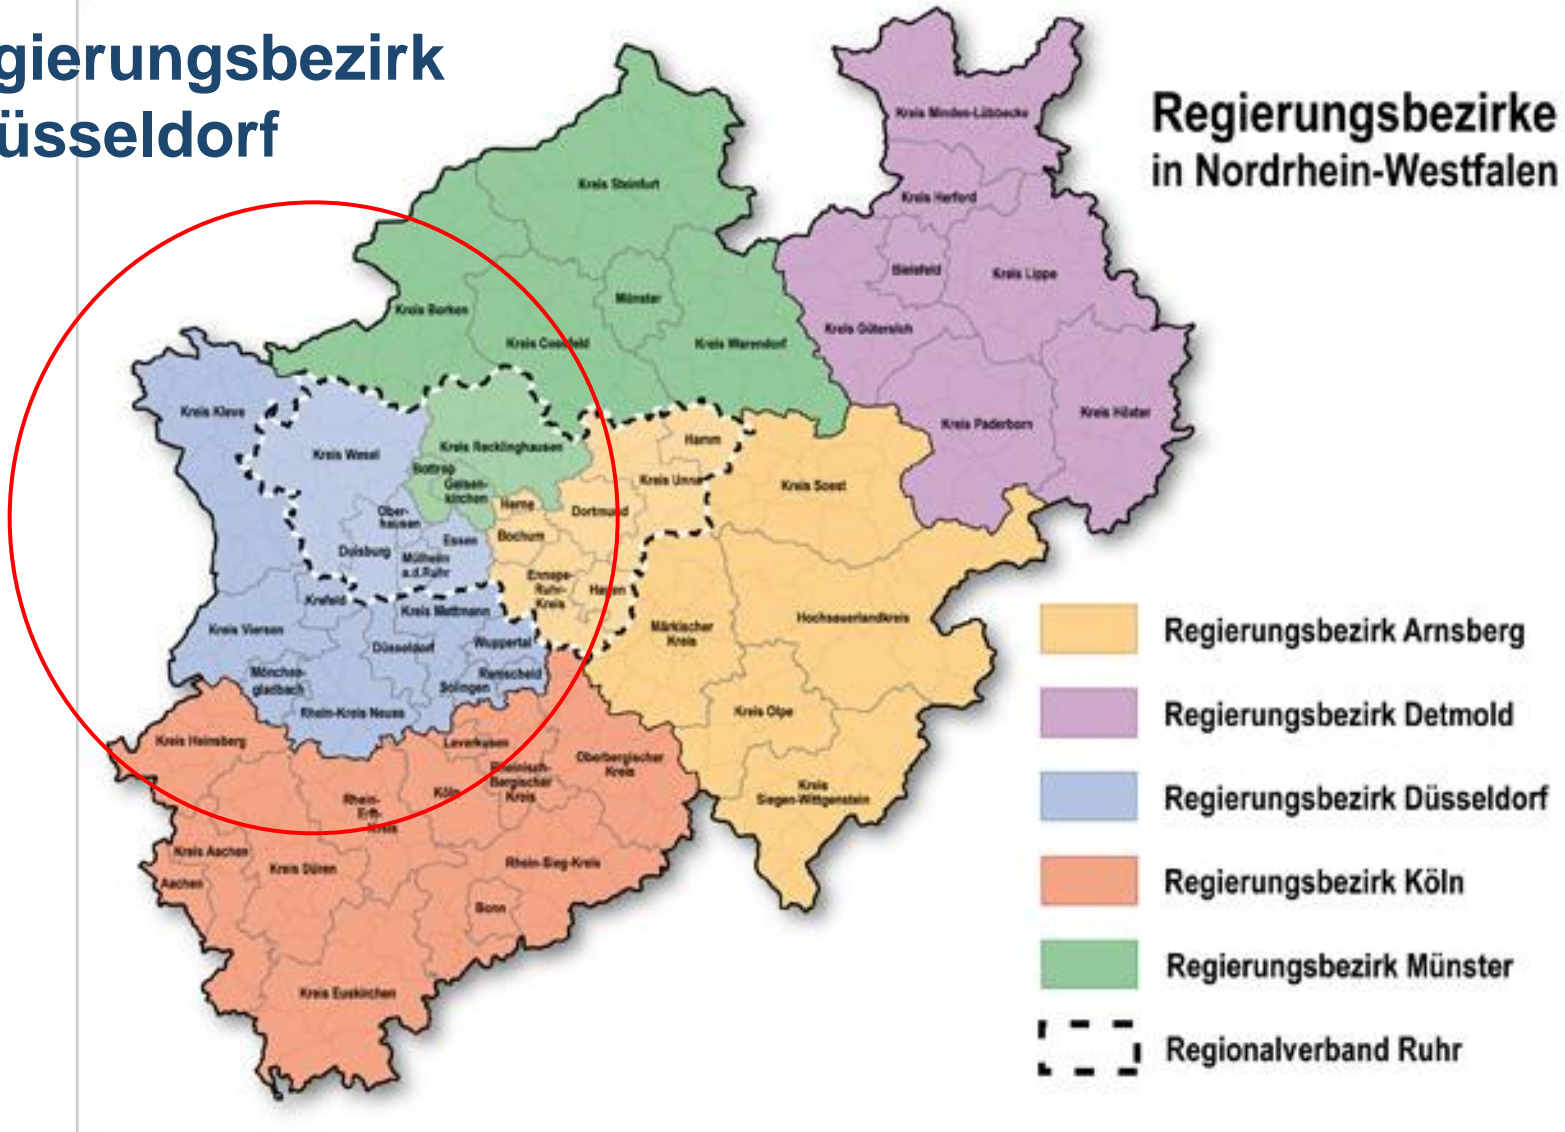 gierungsbezirk
üsseldorf
Regierungsbezirke
in Nordrhein-Westfalen
Kreis Minden-Lübbecke
Kreis Steinfurt
Kreis Herford
Bielefeld
Kreis Lippe
Kreis Borken
Münster
Kreis Coesfeld
Kreis Warendorf
Kreis Gütersloh
Kreis Kleve
Kreis Wesel
Kreis Recklinghausen
Hamm
Kreis Paderborn
Kreis Höxter
Bottrop
Gelsen-
kirchen
Kreis Unna
Kreis Soest
Herne
Dortmund
Ober-
hausen
Essen
Bochum
Duisburg
Mülheim
a.d.Ruhr
Ennepe-
Ruhr-
Kreis
Hagen
Krefeld
Kreis Mettmann
Kreis Viersen
Düsseldorf
Wuppertal
Märkischer
Kreis
Hochsauerlandkreis
Mönchen-
gladbach
Remscheid
Solingen
Rhein-Kreis Neuss
Kreis Olpe
Kreis Heinsberg
Leverkusen
Rheinisch-
Bergischer
Kreis
Oberbergischer
Kreis
Köln
Rhein-
Erft-
Kreis
Kreis
Siegen-Wittgenstein
Kreis Aachen
Aachen
Kreis Düren
Rhein-Sieg-Kreis
Bonn
Kreis Euskirchen
Regierungsbezirk Arnsberg
Regierungsbezirk Detmold
Regierungsbezirk Düsseldorf
Regierungsbezirk Köln
Regierungsbezirk Münster
Regionalverband Ruhr